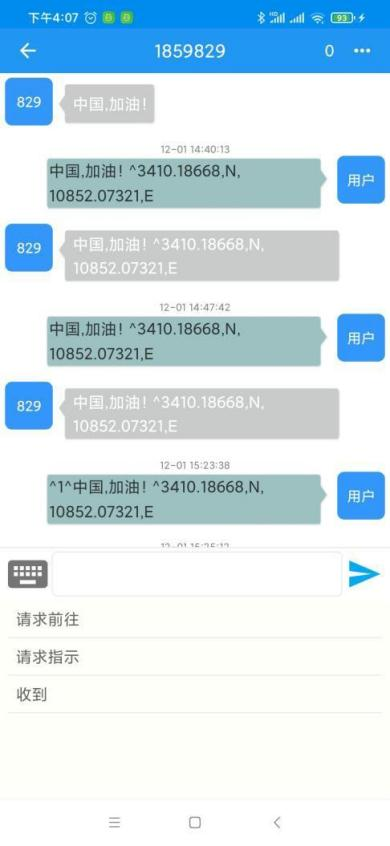 下午4:07 93
1859829 0
829 中国,加油!
12-01 14:40:13
中国,加油! ^3410.18668,N,
10852.07321,E
用户
829
中国,加油! ^3410.18668,N,
10852.07321,E
12-01 14:47:42
中国,加油! ^3410.18668,N,
10852.07321,E
用户
829
中国,加油! ^3410.18668,N,
10852.07321,E
12-01 15:23:38
^1^中国,加油! ^3410.18668,N,
10852.07321,E
用户
请求前往
请求指示
收到